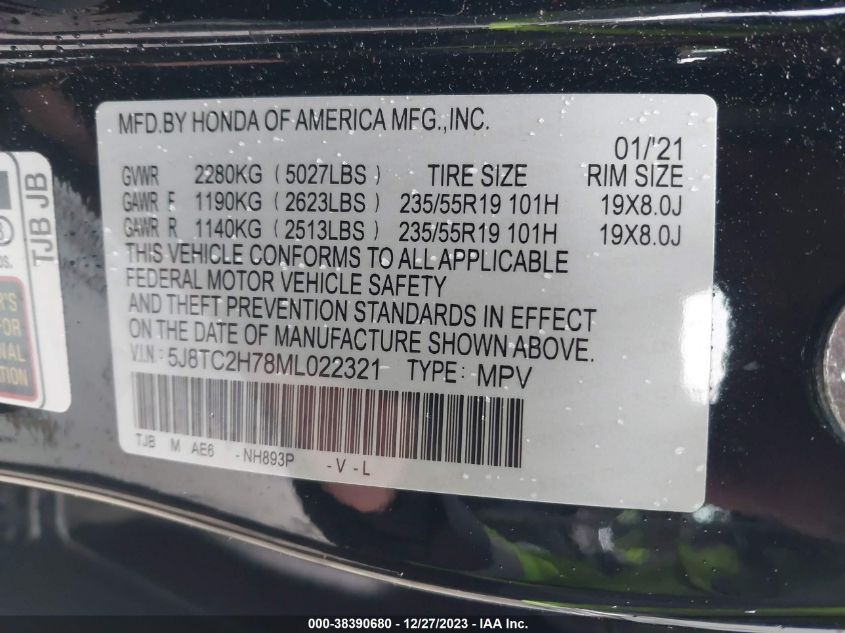 MFD.BY HONDA OF AMERICA MFG.,INC.
01/'21
GVWR 2280KG (5027LBS) TIRE SIZE RIM SIZE
GAWR F 1190KG (2623LBS) 235/55R19 101H 19X8.0J
GAWR R 1140KG (2513LBS) 235/55R19 101H 19X8.0J
THIS VEHICLE CONFORMS TO ALL APPLICABLE
FEDERAL MOTOR VEHICLE SAFETY
AND THEFT PREVENTION STANDARDS IN EFFECT
ON THE DATE OF MANUFACTURE SHOWN ABOVE.
V.I.N.: 5J8TC2H78ML022321 TYPE: MPV
TJB M AE6 -NH893P -V-L
TJB JB
000-38390680 - 12/27/2023 - © IAA Inc.